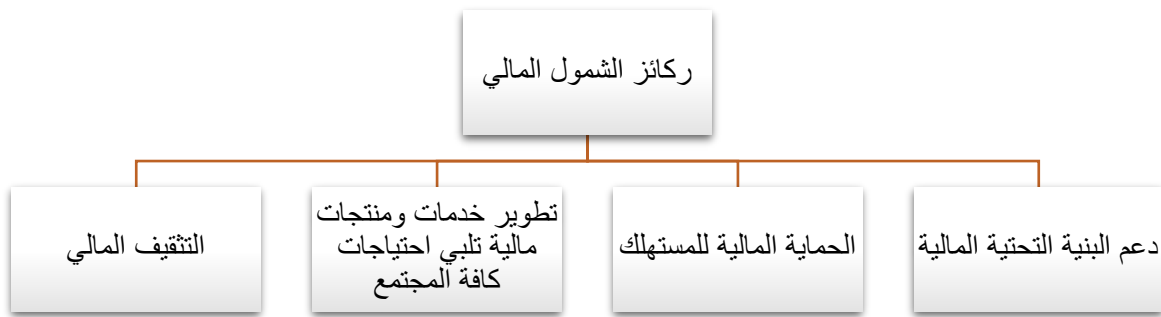 ركائز الشمول المالي
دعم البنية التحتية المالية
الحماية المالية للمستهلك
تطوير خدمات ومنتجات
مالية تلبي احتياجات
كافة المجتمع
التثقيف المالي